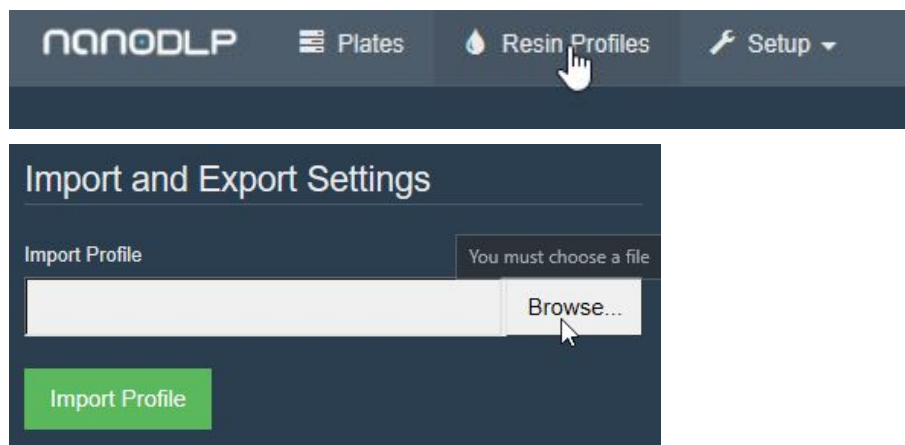 NANODLP Plates Resin Profiles Setup
Import and Export Settings
Import Profile
You must choose a file
Browse...
Import Profile